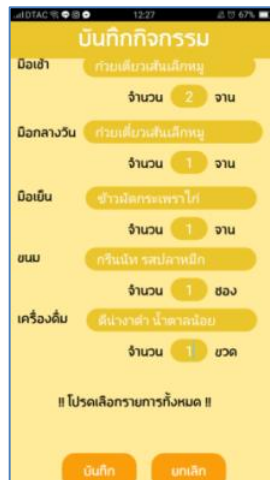 DTAC 12:27 67%
บันทึกกิจกรรม
มือเช้า ก๋วยเตี๋ยวเส้นเล็กหมู
จำนวน 2 จาน
มือกลางวัน ก๋วยเตี๋ยวเส้นเล็กหมู
จำนวน 1 จาน
มือเย็น ข้าวผัดกระเพราไก่
จำนวน 1 จาน
ขนม กรีนนัท รสปลาหมึก
จำนวน 1 ซอง
เครื่องดื่ม ดีน่างาดำ น้ำตาลน้อย
จำนวน 1 ขวด
!! โปรดเลือกรายการทั้งหมด !!
บันทึก ยกเลิก